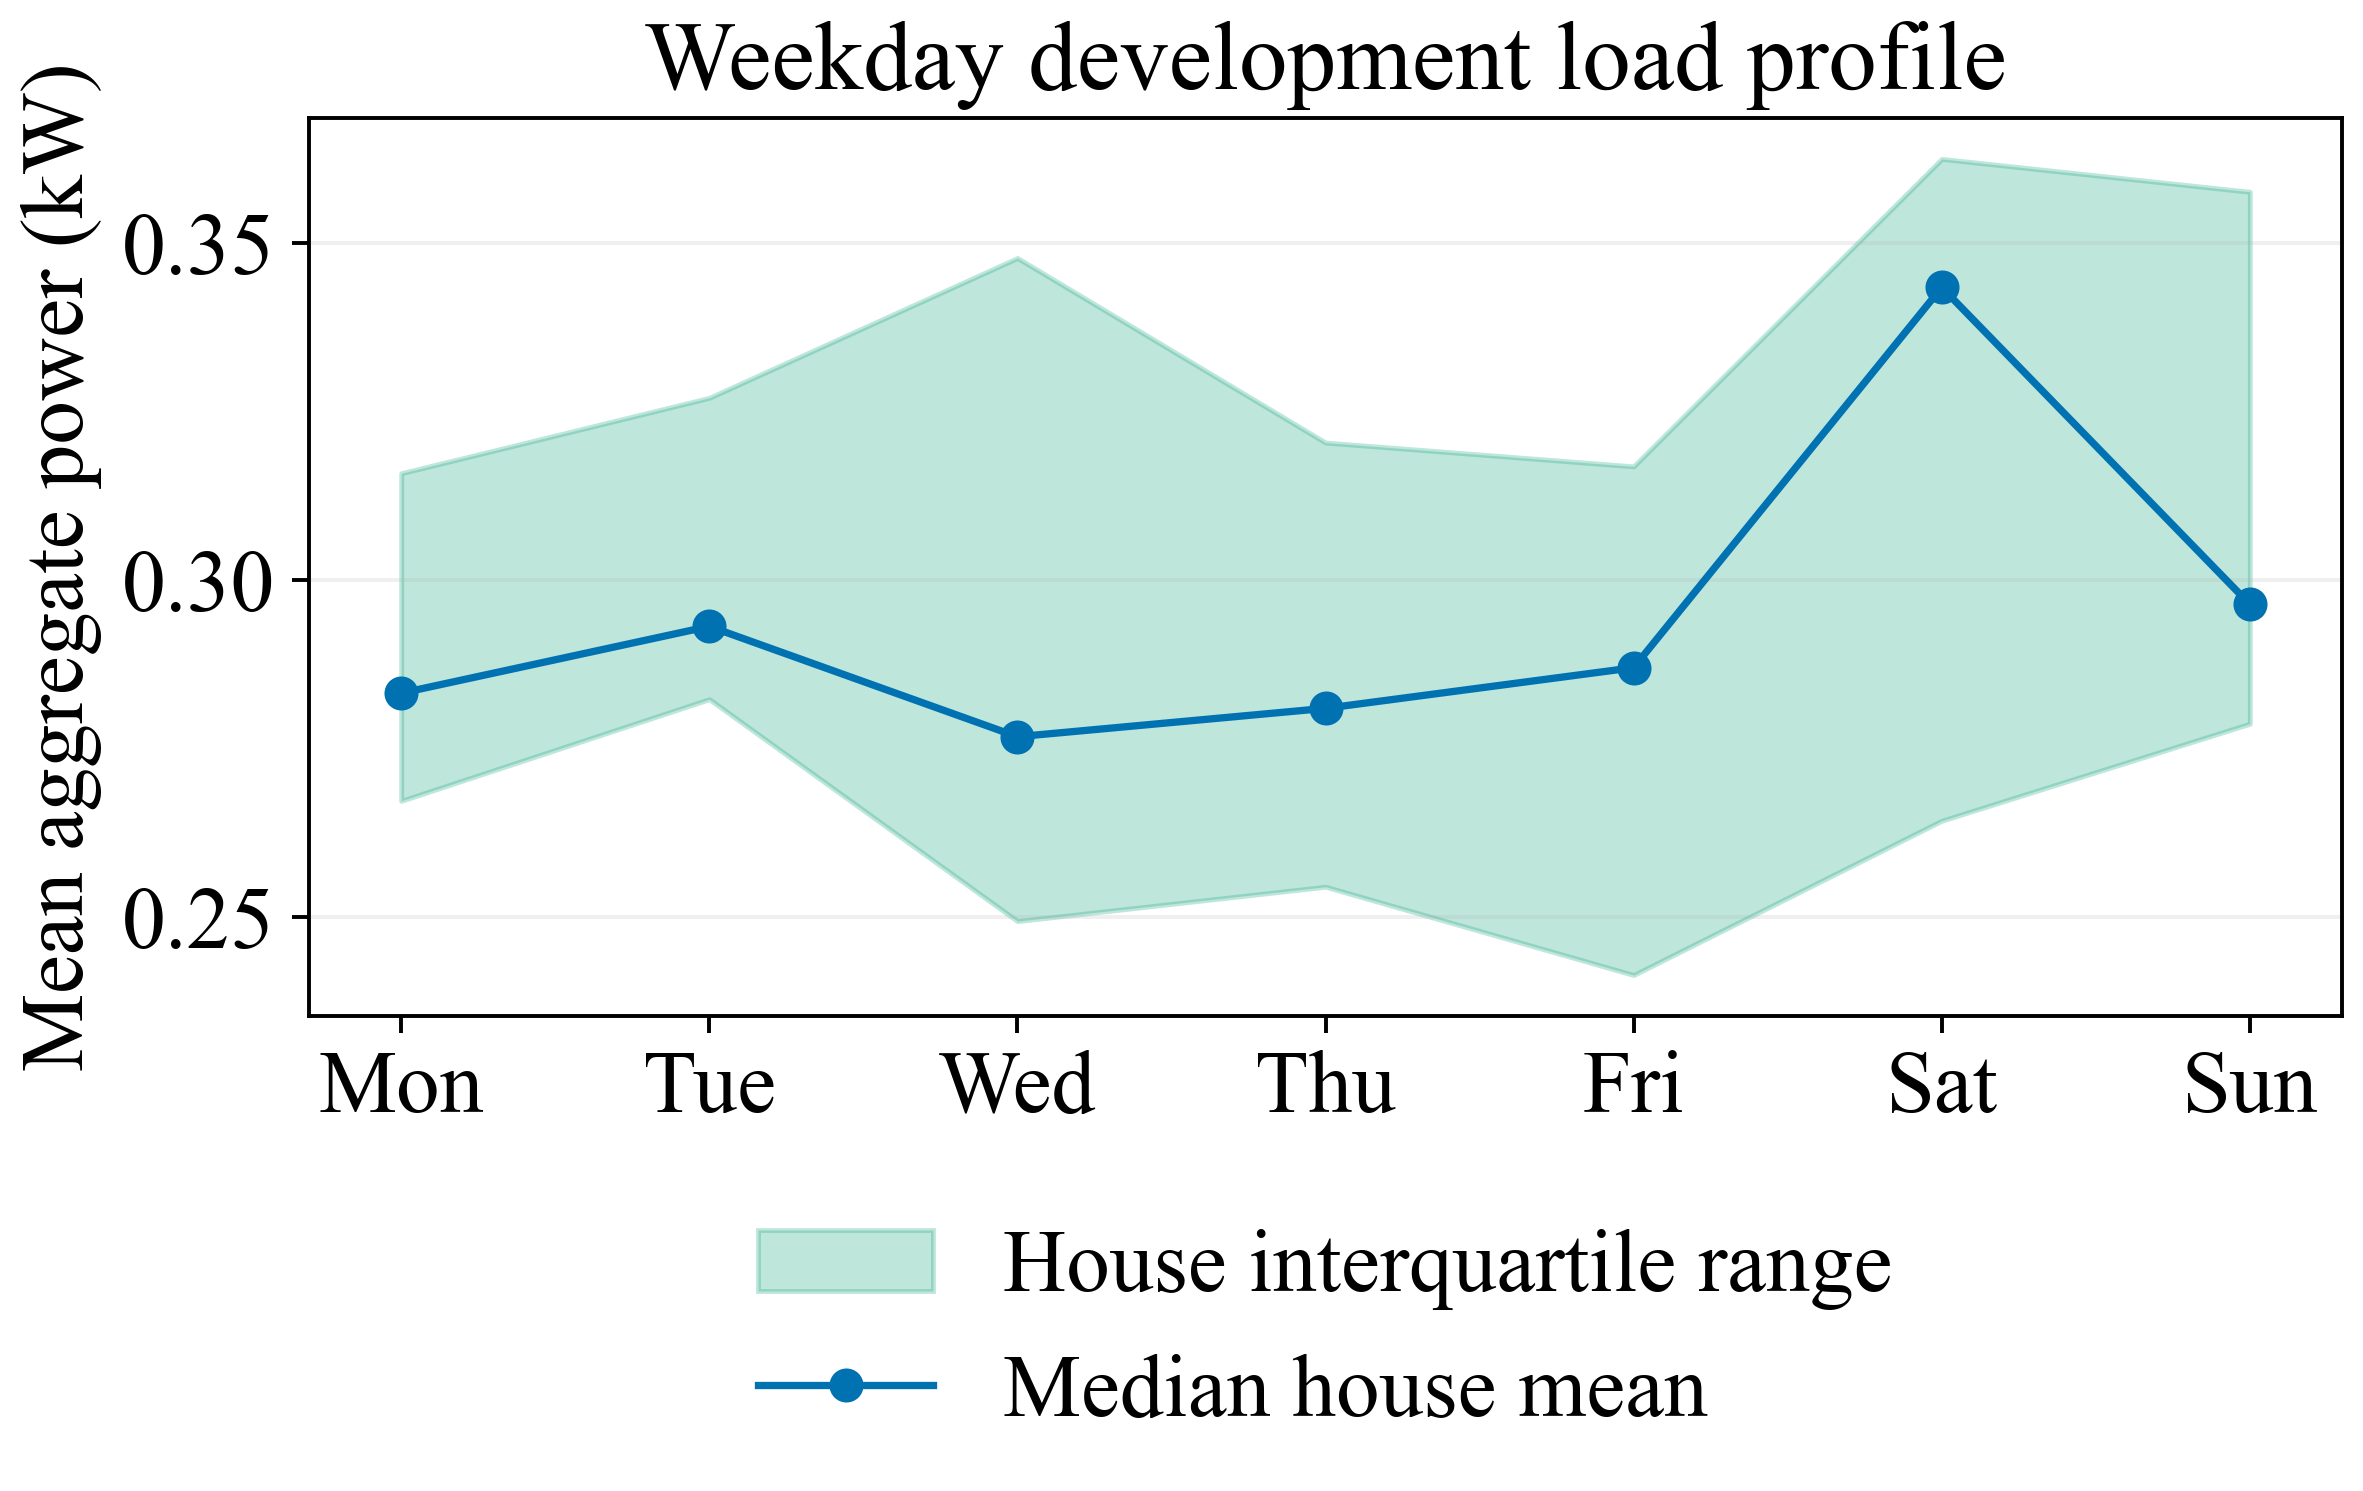 Weekday development load profile
Mean aggregate power (kW)
0.35
0.30
0.25
Mon Tue Wed Thu Fri Sat Sun
House interquartile range
Median house mean